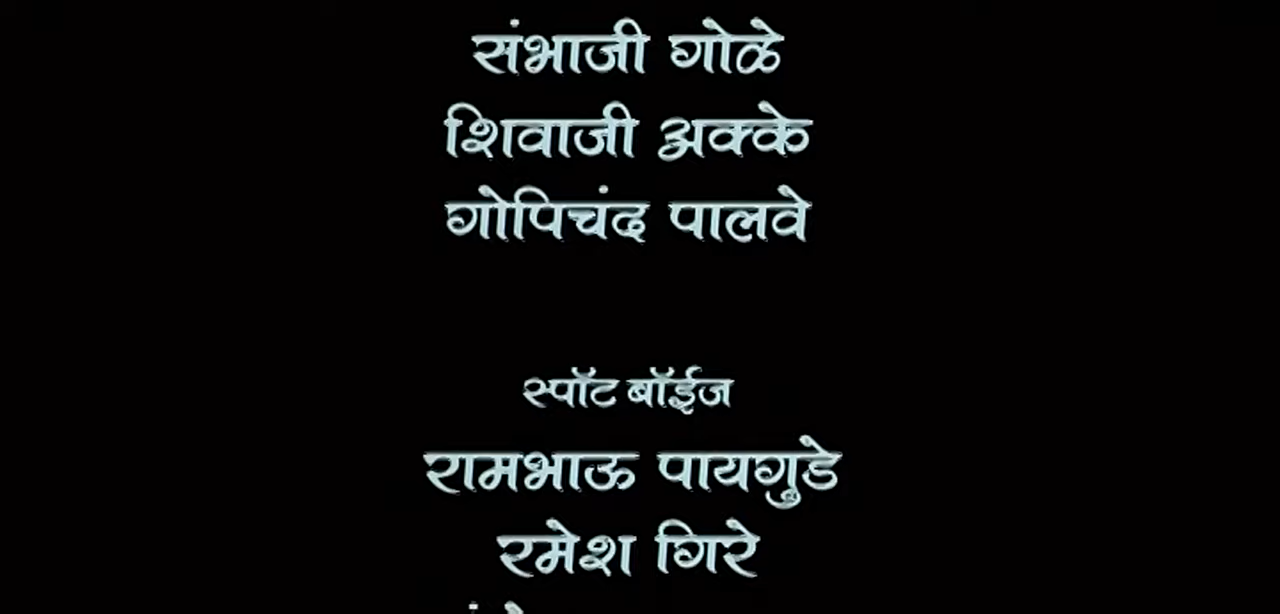 संभाजी गोळे
शिवाजी अक्के
गोपिचंद पालवे
स्पॉट बॉईज
रामभाऊ पायगुडे
रमेश गिरे